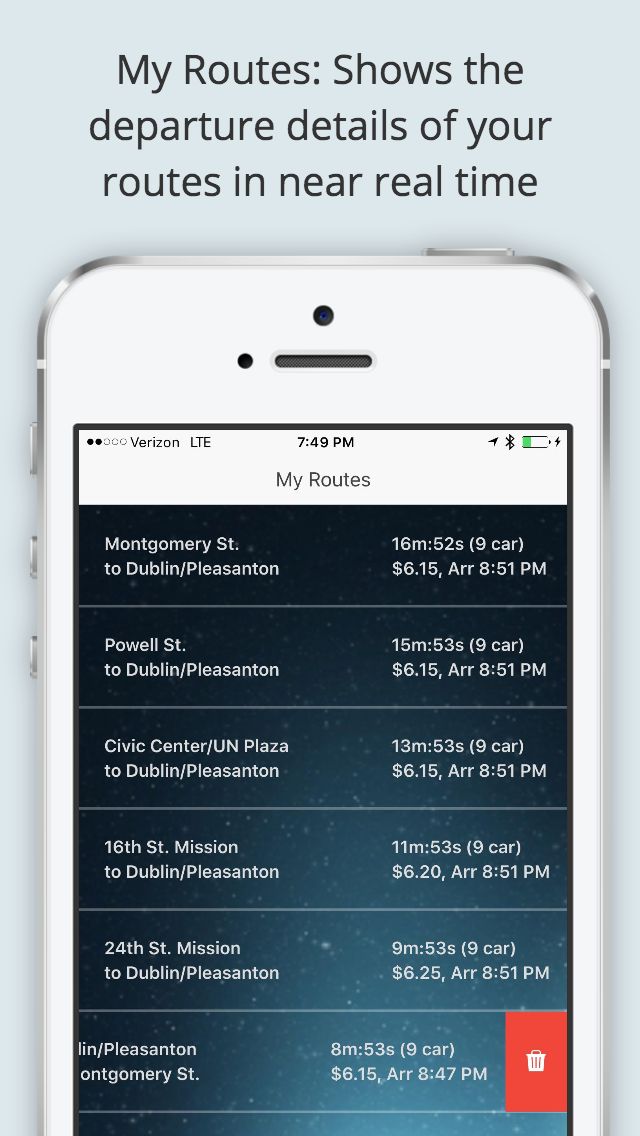 My Routes: Shows the
departure details of your
routes in near real time
Verizon LTE 7:49 PM
My Routes
Montgomery St. 16m:52s (9 car)
to Dublin/Pleasanton $6.15, Arr 8:51 PM
Powell St. 15m:53s (9 car)
to Dublin/Pleasanton $6.15, Arr 8:51 PM
Civic Center/UN Plaza 13m:53s (9 car)
to Dublin/Pleasanton $6.15, Arr 8:51 PM
16th St. Mission 11m:53s (9 car)
to Dublin/Pleasanton $6.20, Arr 8:51 PM
24th St. Mission 9m:53s (9 car)
to Dublin/Pleasanton $6.25, Arr 8:51 PM
lin/Pleasanton 8m:53s (9 car)
ontgomery St. $6.15, Arr 8:47 PM